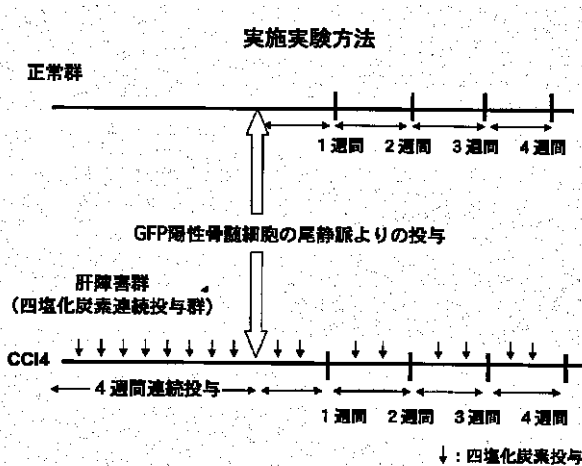 実施実験方法
正常群
1週間 2週間 3週間 4週間
GFP陽性骨髄細胞の尾静脈よりの投与
肝障害群
(四塩化炭素連続投与群)
CCl4
4週間連続投与
1週間 2週間 3週間 4週間
↓:四塩化炭素投与